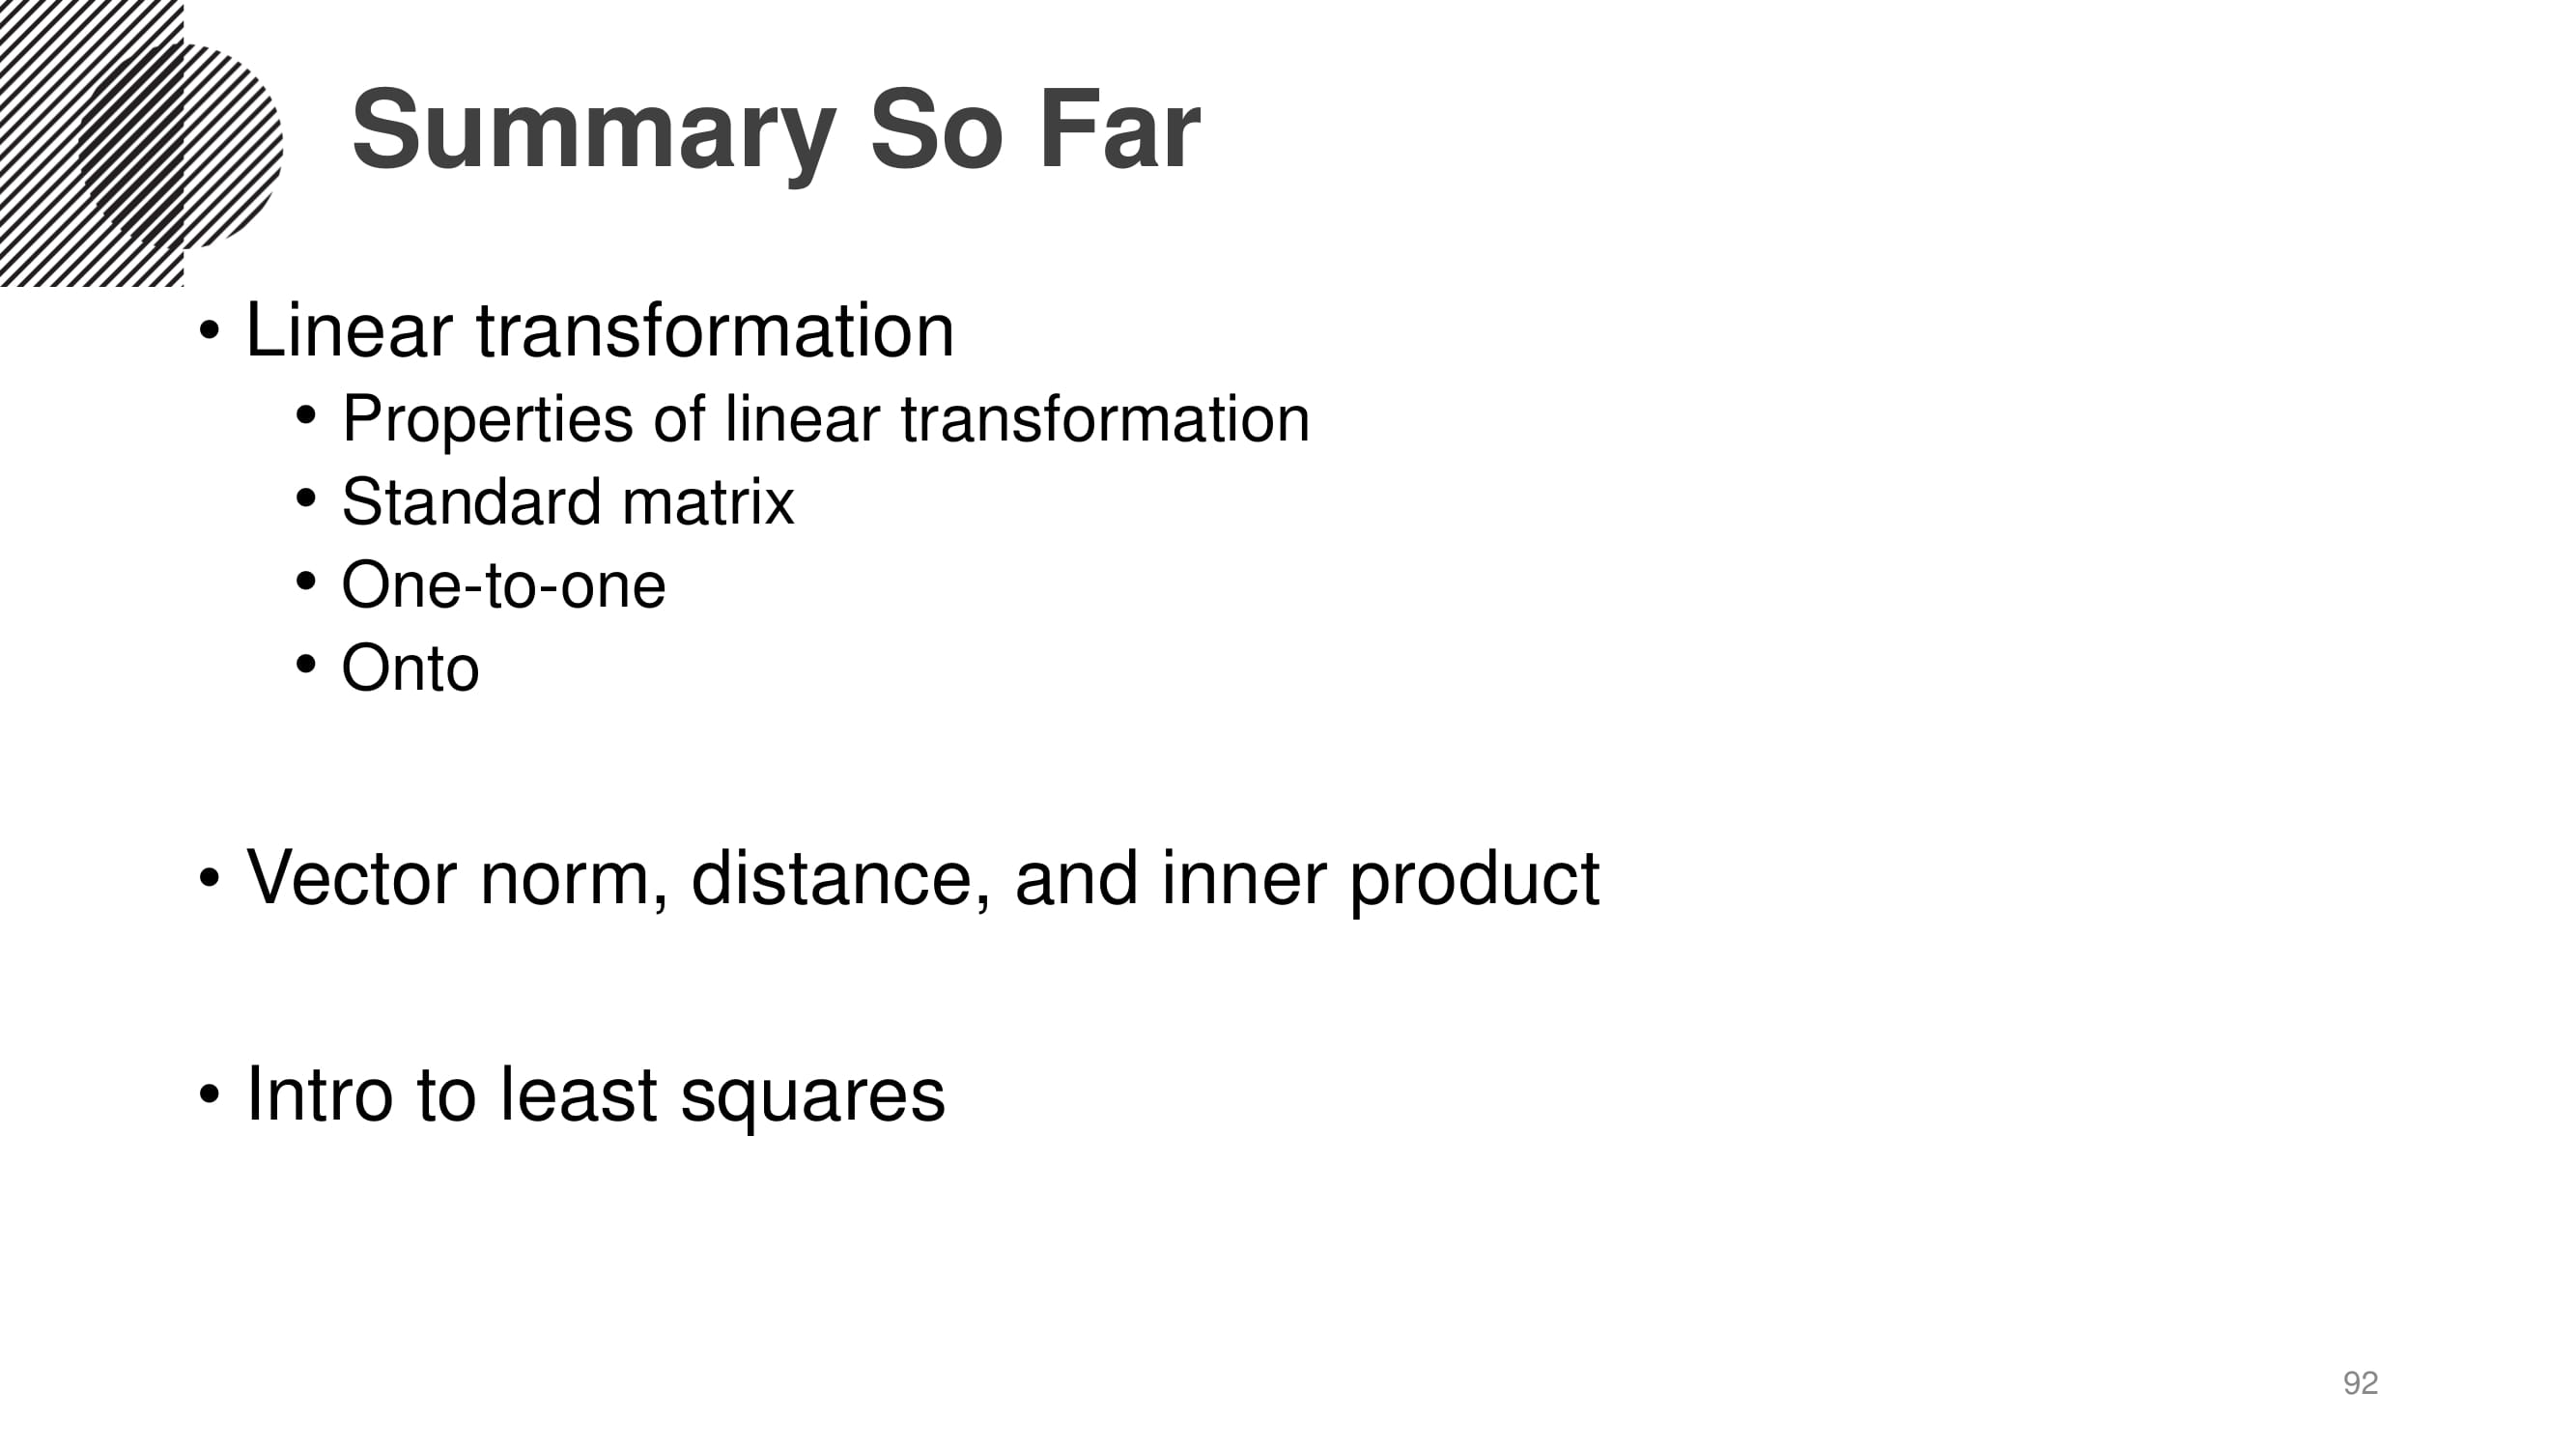 Summary So Far
• Linear transformation
• Properties of linear transformation
• Standard matrix
• One-to-one
• Onto
• Vector norm, distance, and inner product
• Intro to least squares
92